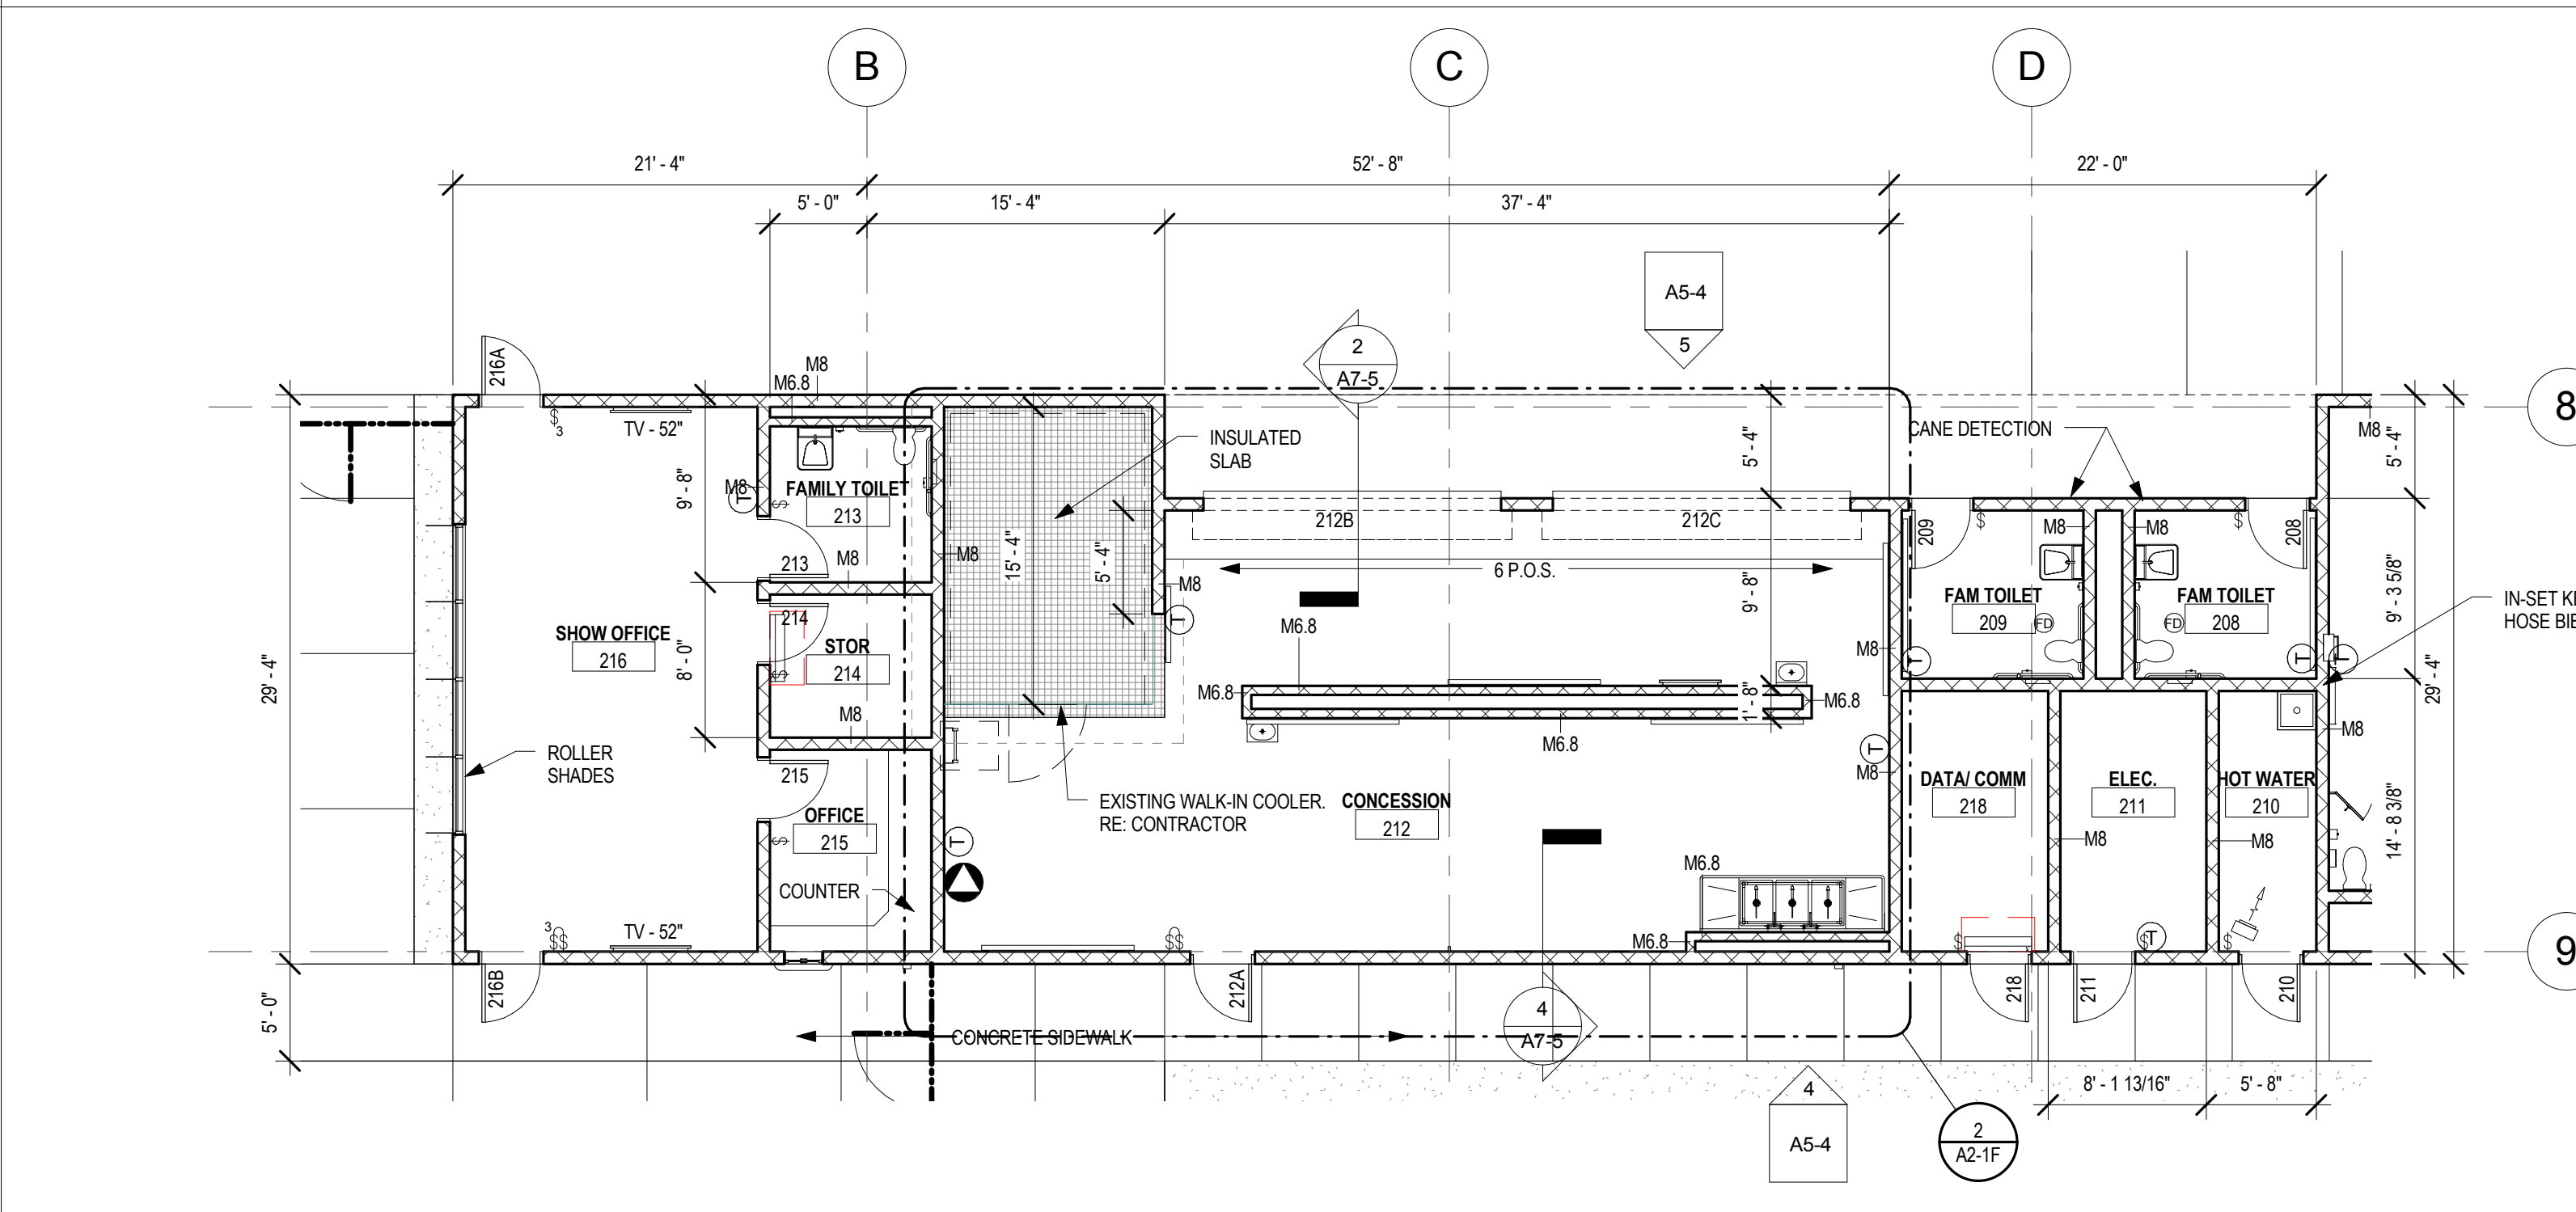 B
C
D
21' - 4"
52' - 8"
22' - 0"
5' - 0"
15' - 4"
37' - 4"
A5-4
5
2
A7-5
216A
M8
M6.8
8
3
TV - 52"
INSULATED
SLAB
5' - 4"
CANE DETECTION
M8
5' - 4"
9' - 8"
M8
T
FAMILY TOILET
213
212B
212C
209
M8
M8
208
213
M8
M8
15' - 4"
5' - 4"
M8
6 P.O.S.
9' - 8"
9' - 3 5/8"
FAM TOILET
209
FD
FAM TOILET
208
FD
IN-SET
HOSE
214
SHOW OFFICE
216
STOR
214
8' - 0"
29' - 4"
T
M6.8
M8
T
T
T
29' - 4"
M6.8
1' - 8"
M6.8
M8
M6.8
M8
ROLLER
SHADES
215
T
M8
OFFICE
215
EXISTING WALK-IN COOLER.
RE: CONTRACTOR
CONCESSION
212
DATA/ COMM
218
ELEC.
211
HOT WATER
210
14' - 8 3/8"
T
M8
M8
COUNTER
M6.8
3
TV - 52"
M6.8
T
9
216B
212A
218
211
210
5' - 0"
CONCRETE SIDEWALK
4
A7-5
4
A5-4
8' - 1 13/16"
5' - 8"
2
A2-1F